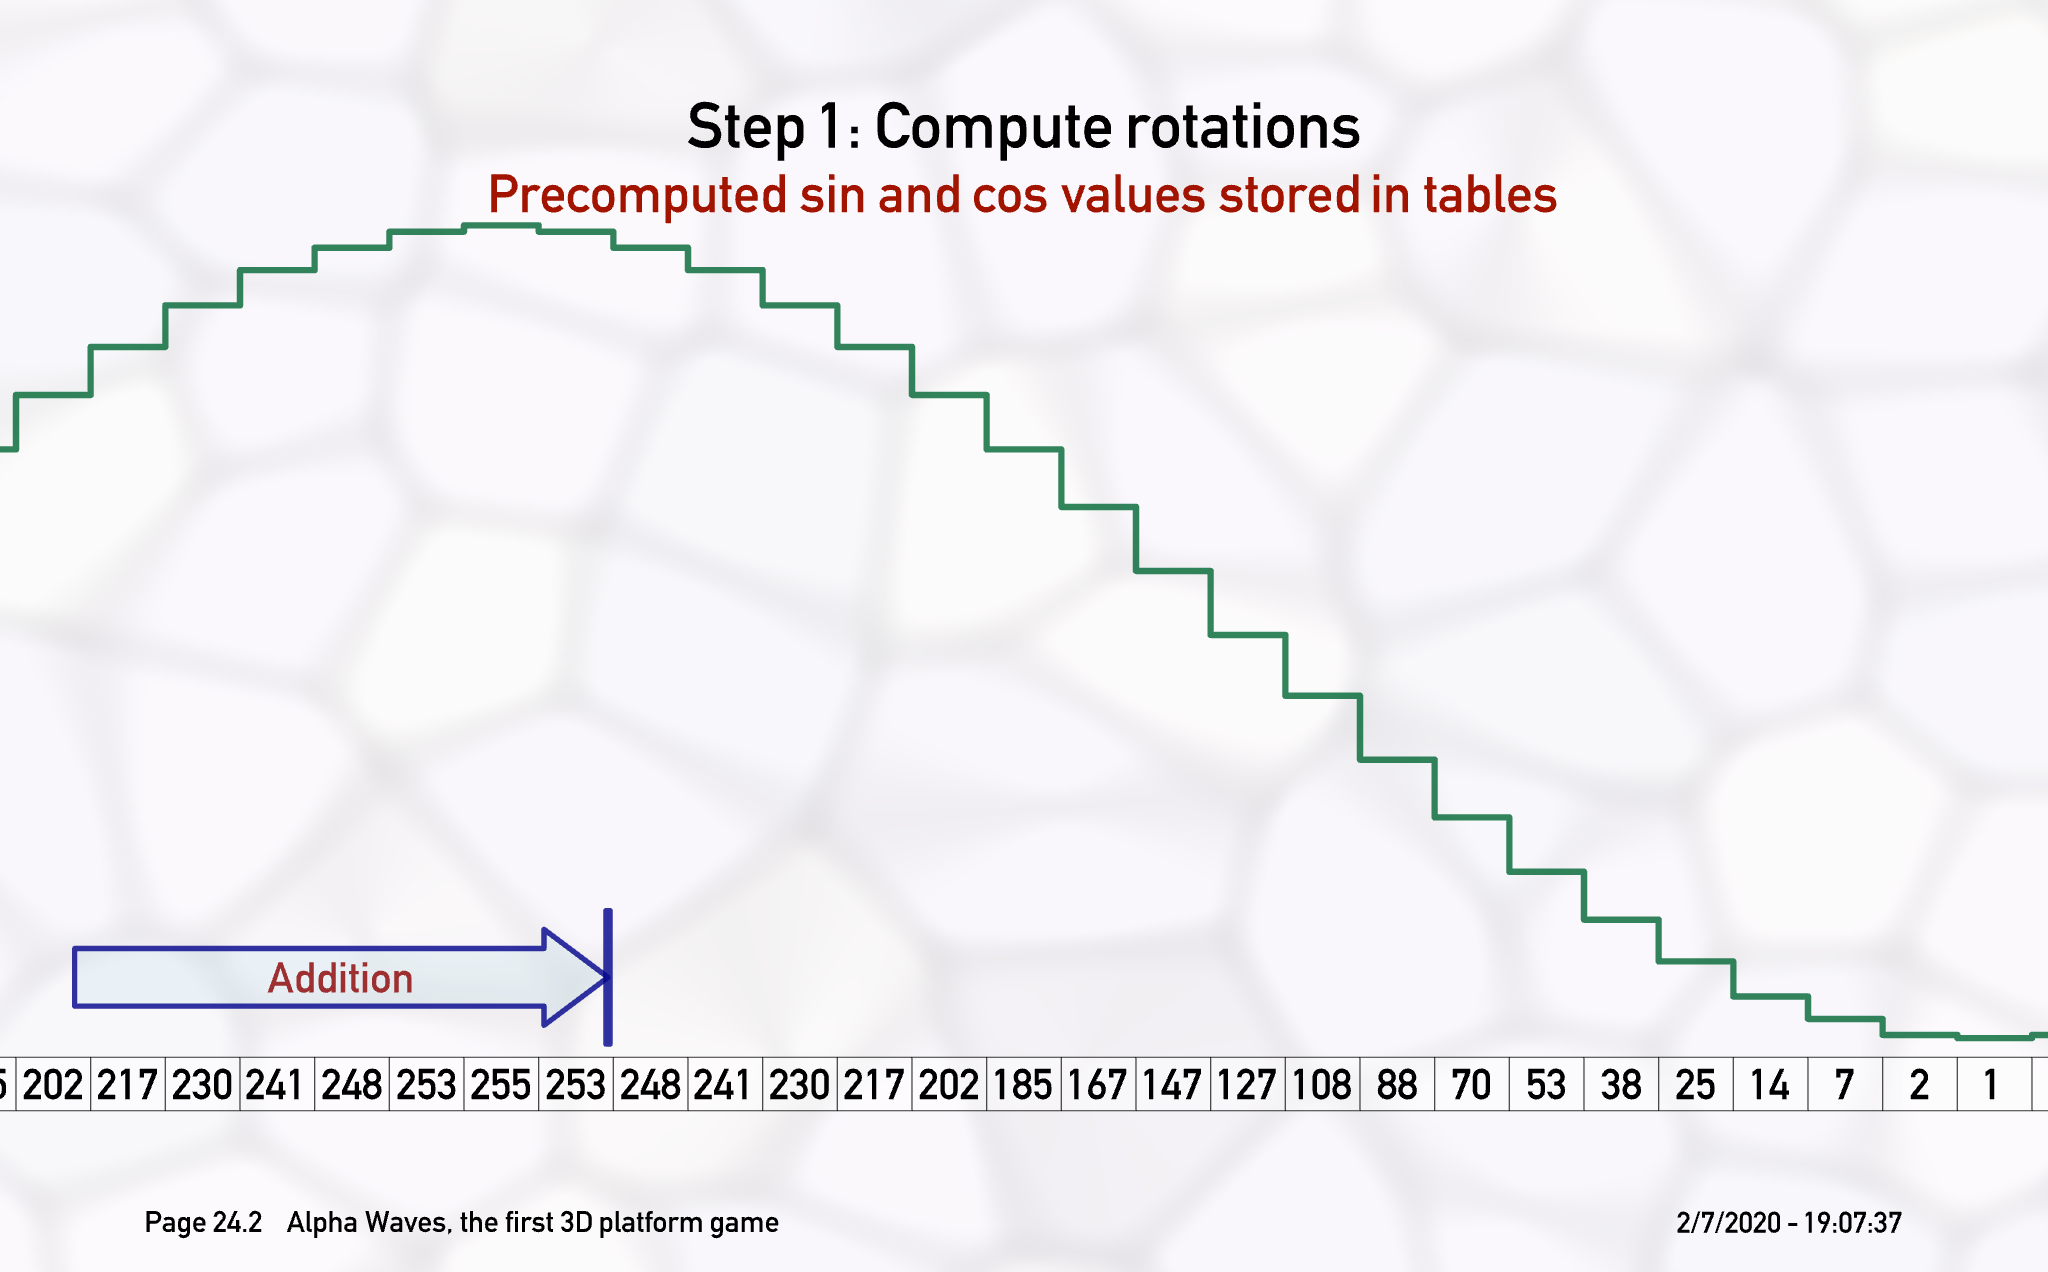 Step 1: Compute rotations
Precomputed sin and cos values stored in tables
Addition
202 217 230 241 248 253 255 253 248 241 230 217 202 185 167 147 127 108 88 70 53 38 25 14 7 2 1
Page 24.2 Alpha Waves, the first 3D platform game 2/7/2020 - 19:07:37